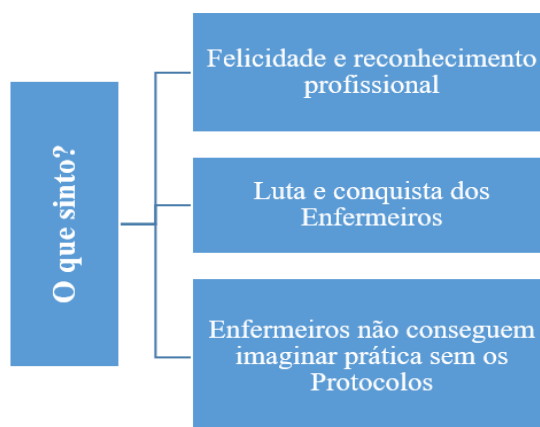 O que sinto?
Felicidade e reconhecimento
profissional
Luta e conquista dos
Enfermeiros
Enfermeiros não conseguem
imaginar prática sem os
Protocolos